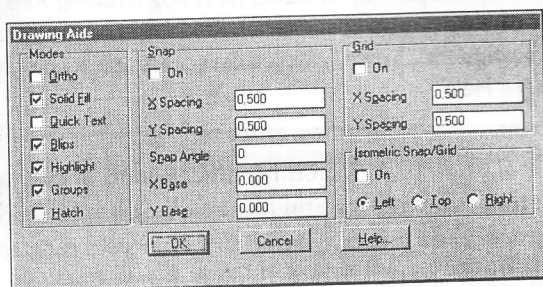 Drawing Aids
Modes
Ortho
Solid Fill
Quick Text
Blips
Highlight
Groups
Hatch
Snap
On
X Spacing 0.500
Y Spacing 0.500
Snap Angle 0
X Base 0.000
Y Base 0.000
Grid
On
X Spacing 0.500
Y Spacing 0.500
Isometric Snap/Grid
On
Left Top Right
OK Cancel Help...